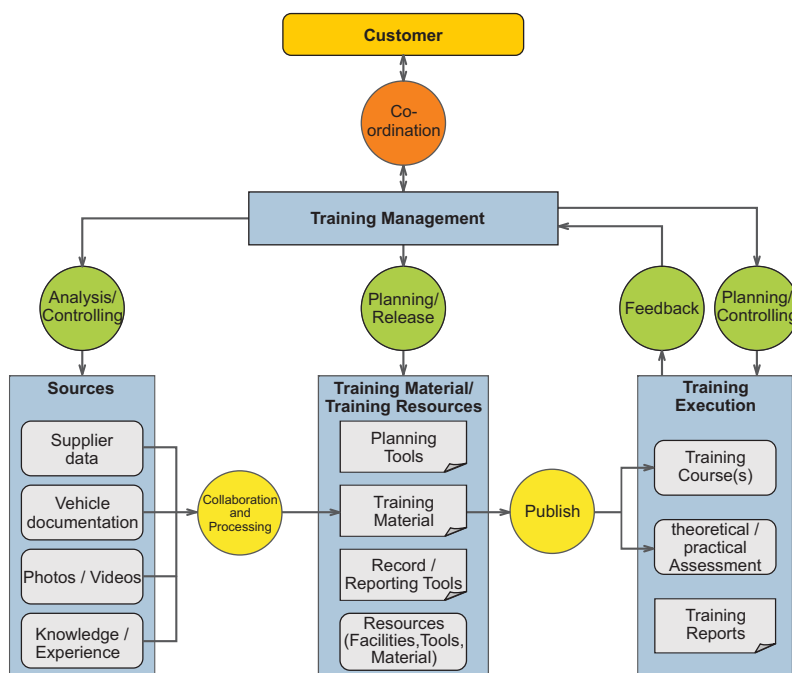 Customer
Co-
ordination
Training Management
Analysis/
Controlling
Planning/
Release
Feedback
Planning/
Controlling
Sources
Supplier
data
Vehicle
documentation
Photos / Videos
Knowledge /
Experience
Collaboration
and
Processing
Training Material/
Training Resources
Planning
Tools
Training
Material
Record /
Reporting Tools
Resources
(Facilities,Tools,
Material)
Publish
Training
Execution
Training
Course(s)
theoretical /
practical
Assessment
Training
Reports